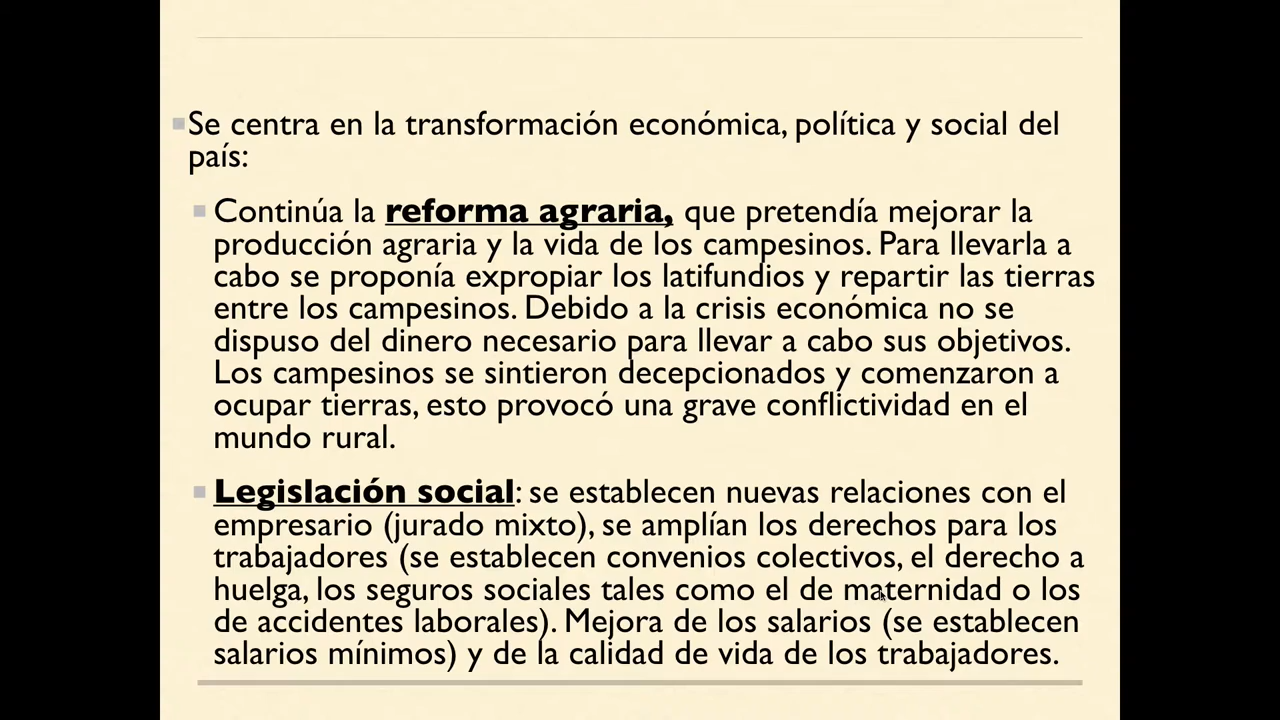 Se centra en la transformación económica, política y social del
país:
Continúa la reforma agraria, que pretendía mejorar la
producción agraria y la vida de los campesinos. Para llevarla a
cabo se proponía expropiar los latifundios y repartir las tierras
entre los campesinos. Debido a la crisis económica no se
dispuso del dinero necesario para llevar a cabo sus objetivos.
Los campesinos se sintieron decepcionados y comenzaron a
ocupar tierras, esto provocó una grave conflictividad en el
mundo rural.
Legislación social: se establecen nuevas relaciones con el
empresario (jurado mixto), se amplían los derechos para los
trabajadores (se establecen convenios colectivos, el derecho a
huelga, los seguros sociales tales como el de maternidad o los
de accidentes laborales). Mejora de los salarios (se establecen
salarios mínimos) y de la calidad de vida de los trabajadores.